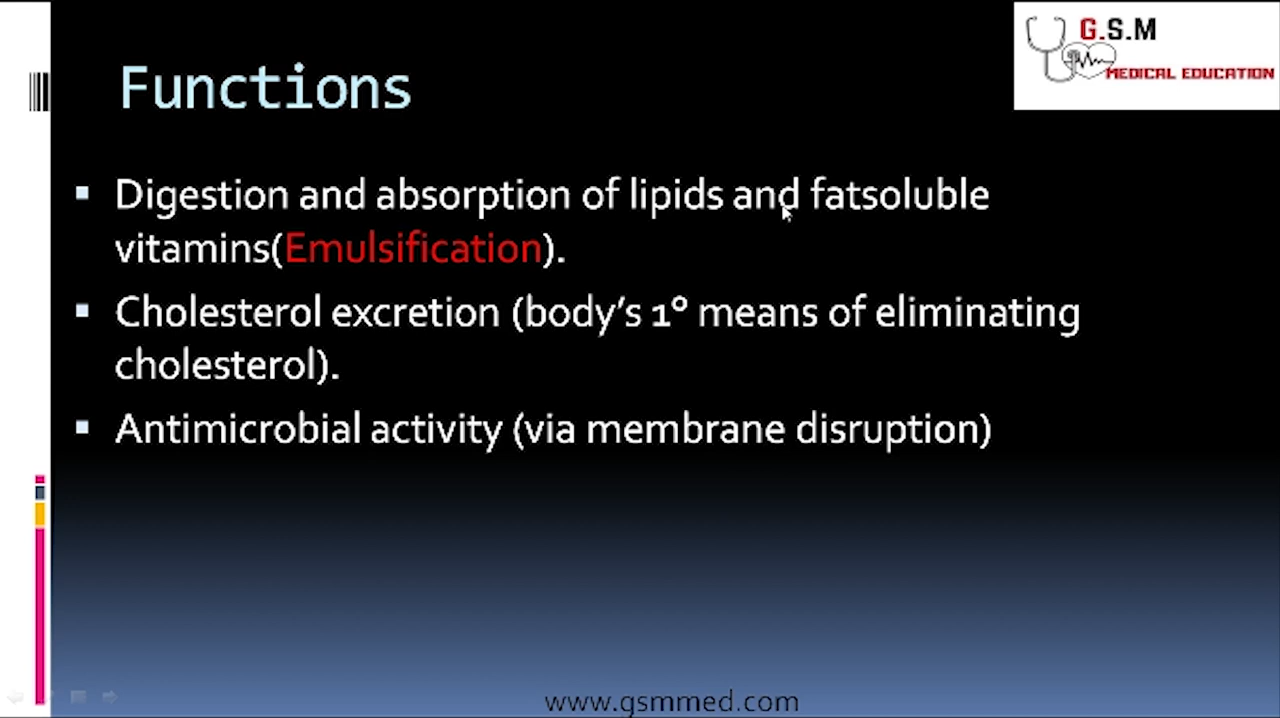 G.S.M
MEDICAL EDUCATION
Functions
Digestion and absorption of lipids and fatsoluble
vitamins(Emulsification).
Cholesterol excretion (body’s 1° means of eliminating
cholesterol).
Antimicrobial activity (via membrane disruption)
www.gsmmed.com